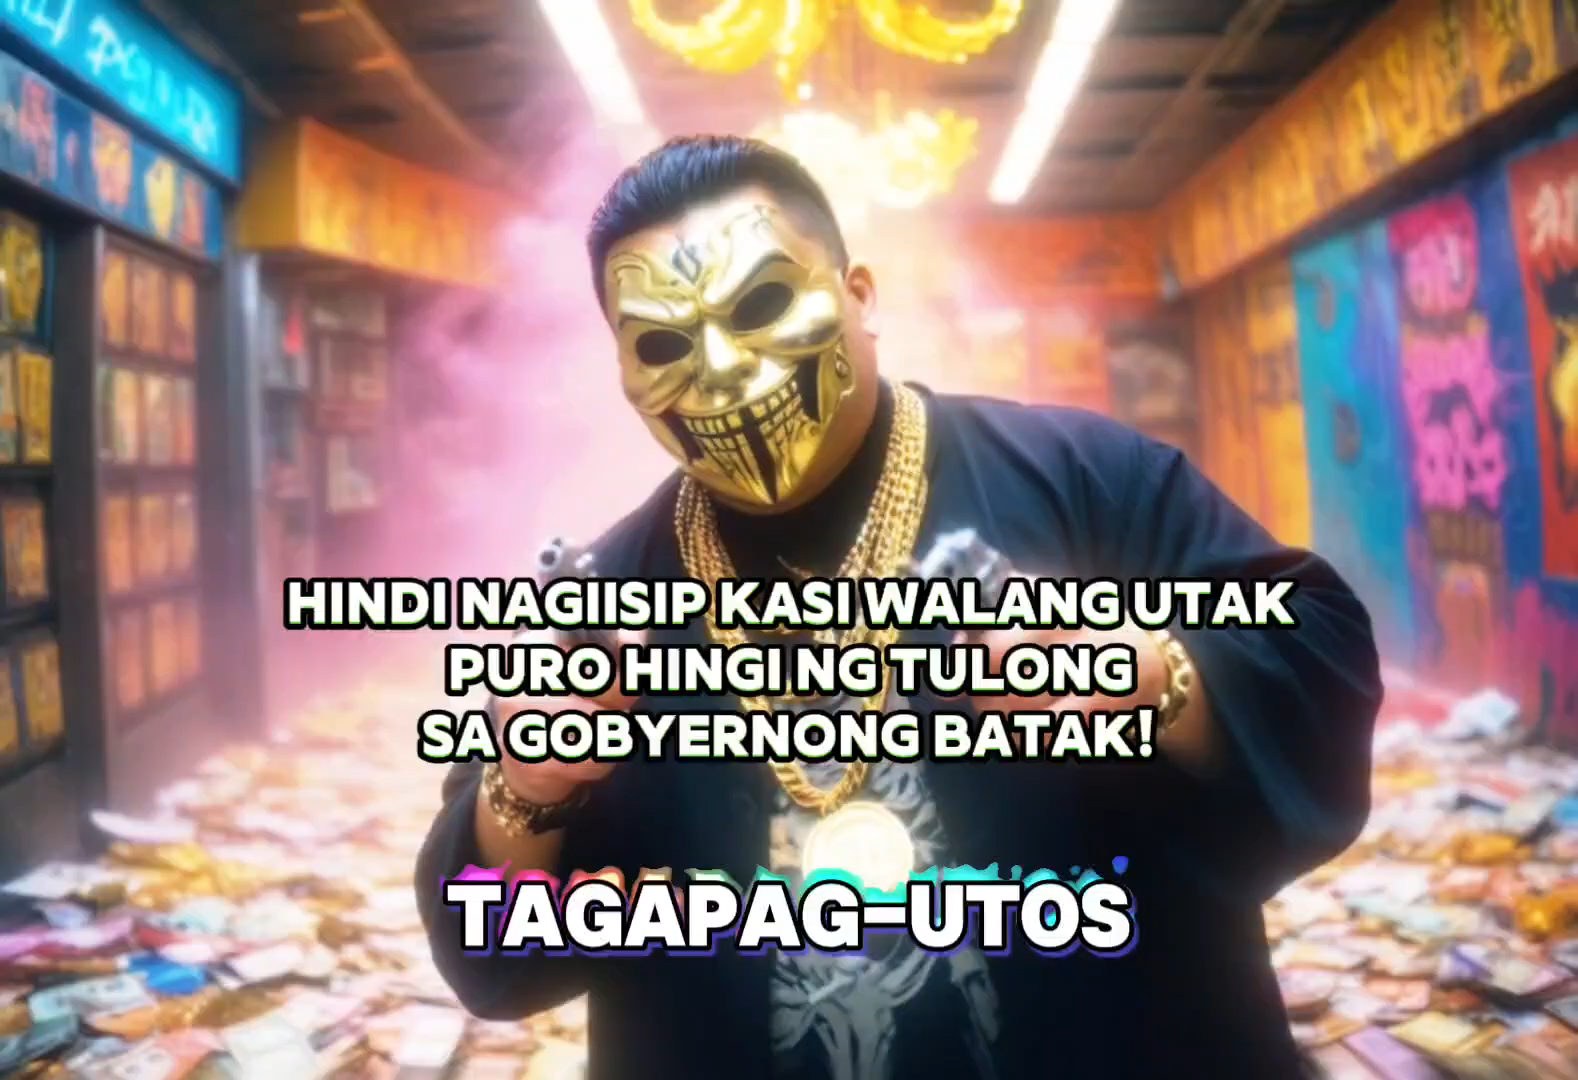 HINDI NAGIISIP KASI WALANG UTAK
PURO HINGI NG TULONG
SA GOBYERNONG BATAK!
TAGAPAG-UTOS